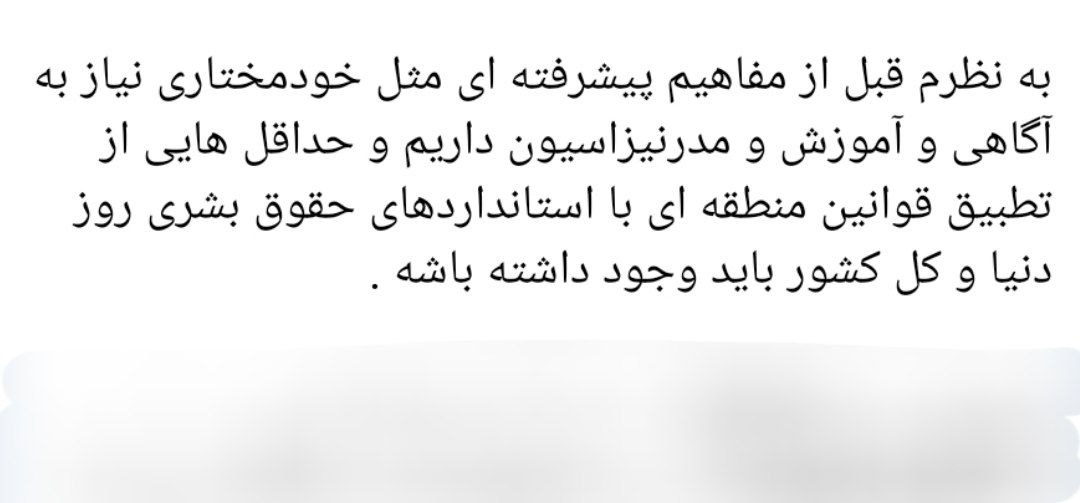 به نظرم قبل از مفاهیم پیشرفته ای مثل خودمختاری نیاز به
آگاهی و آموزش و مدرنیزاسیون داریم و حداقل هایی از
تطبیق قوانین منطقه ای با استانداردهای حقوق بشری روز
دنیا و کل کشور باید وجود داشته باشه .